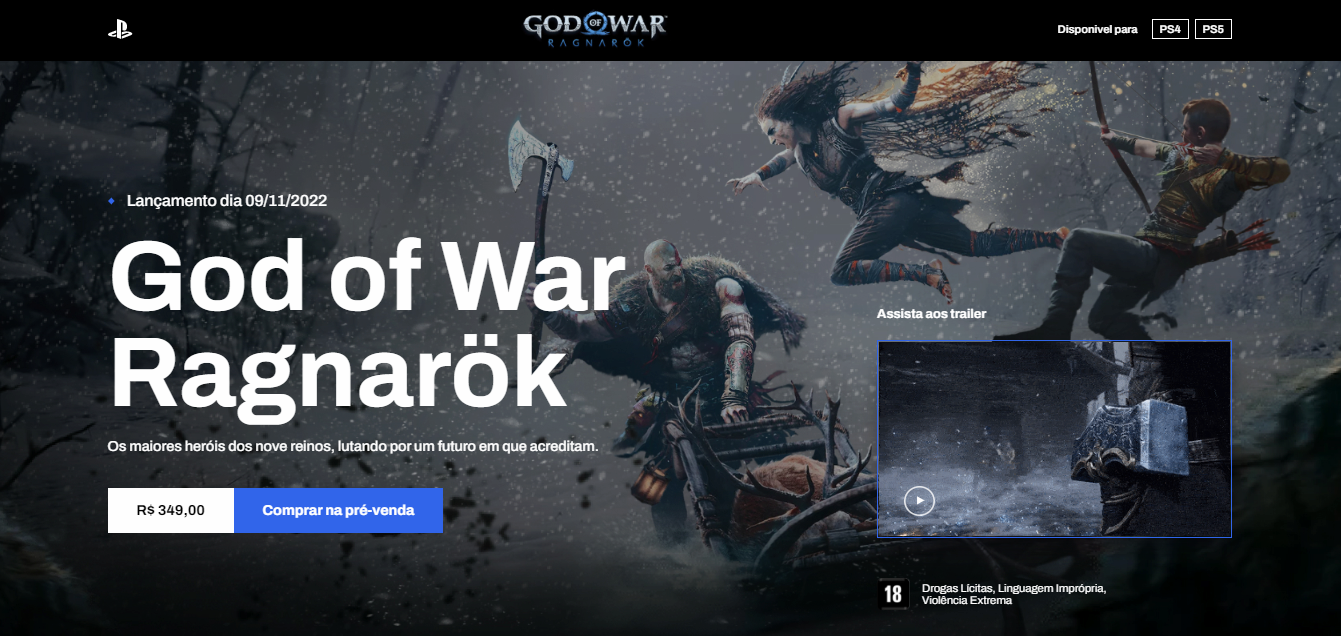 GOD OF WAR
RAGNARÖK
Disponivel para
PS4
PS5
Lançamento dia 09/11/2022
God of War
Ragnarök
Os maiores heróis dos nove reinos, lutando por um futuro em que acreditam.
R$ 349,00
Comprar na pré-venda
Assista aos trailer
18
Drogas Lícitas, Linguagem Imprópria,
Violência Extrema